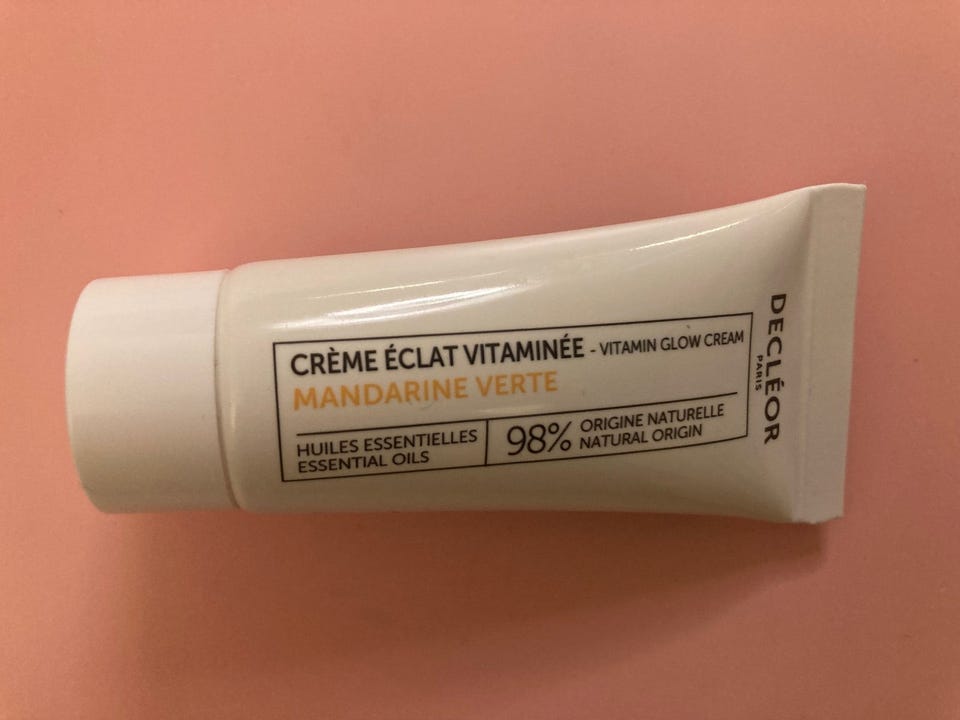 CRÈME ÉCLAT VITAMINÉE - VITAMIN GLOW CREAM
MANDARINE VERTE
HUILES ESSENTIELLES
ESSENTIAL OILS
98% ORIGINE NATURELLE
NATURAL ORIGIN
DECLÉOR
PARIS